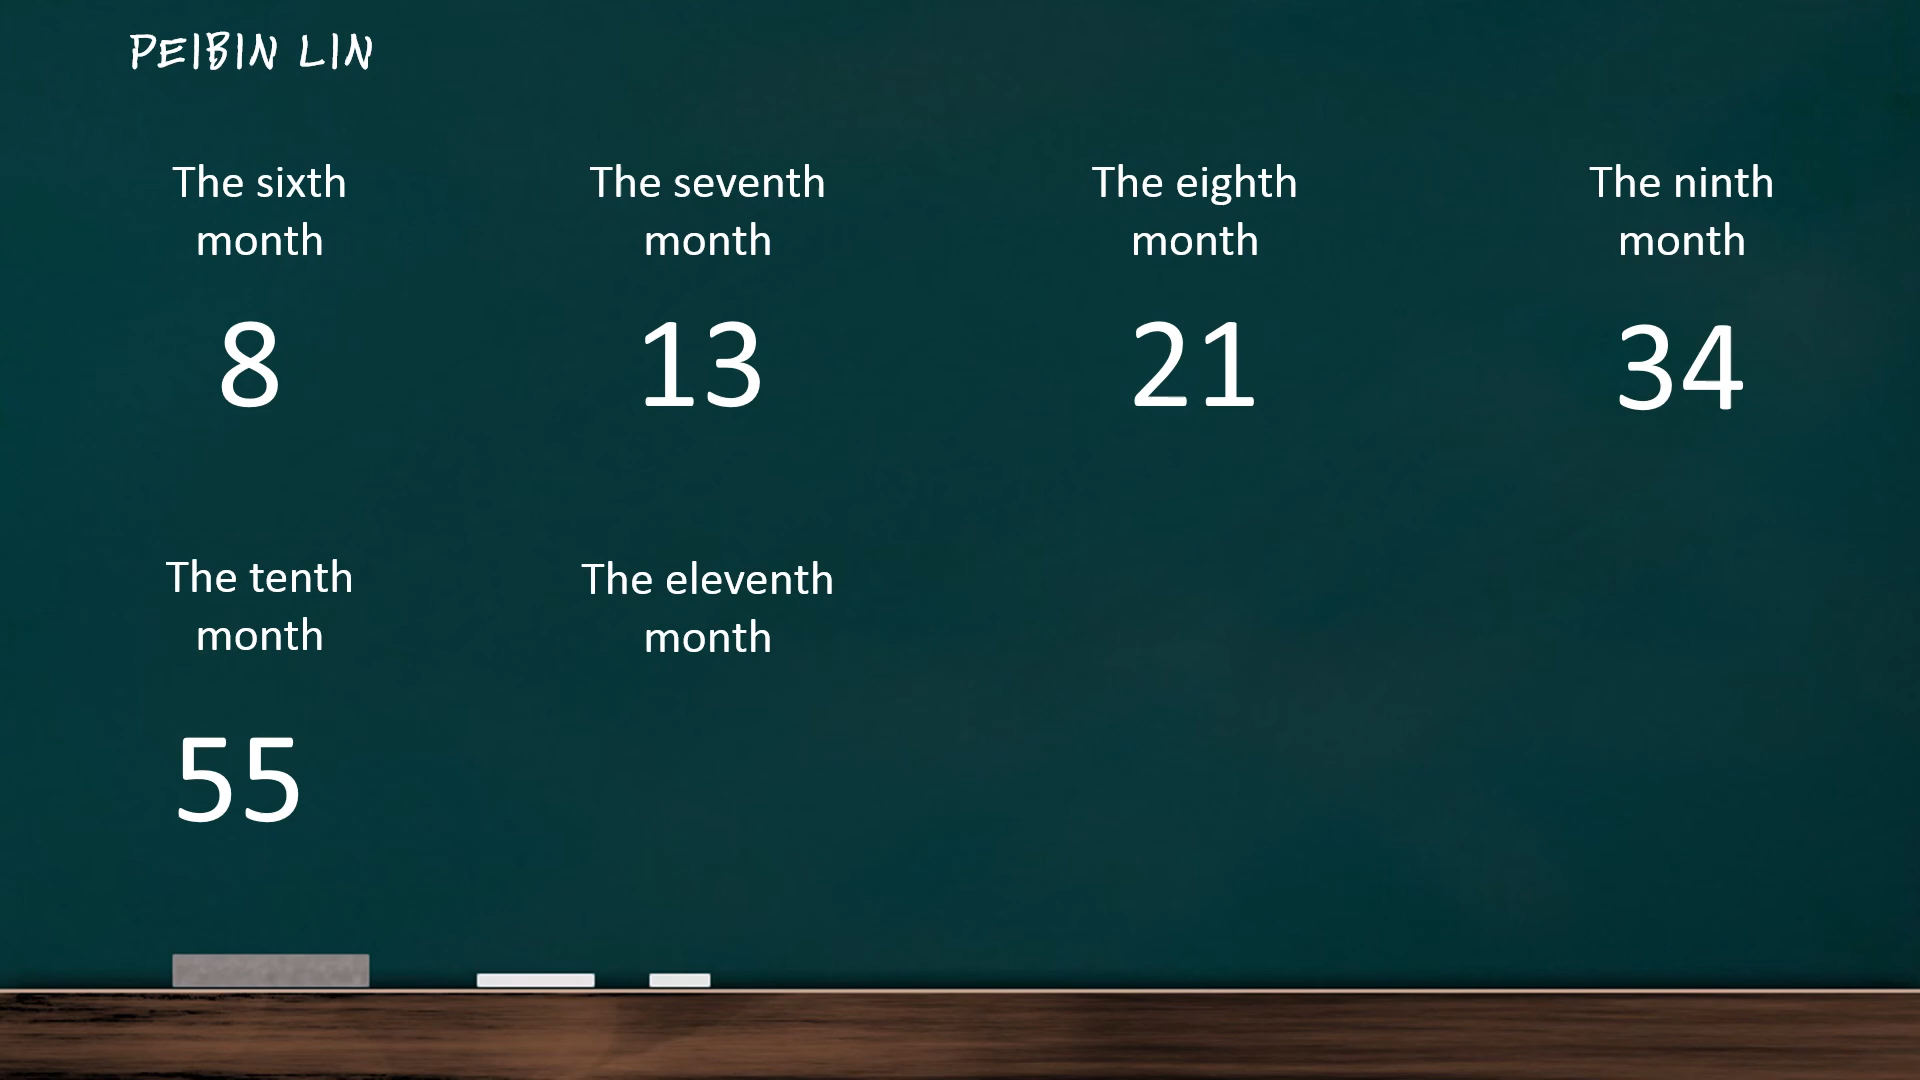 PEIBIN LIN
The sixth
month
The seventh
month
The eighth
month
The ninth
month
8
13
21
34
The tenth
month
The eleventh
month
55